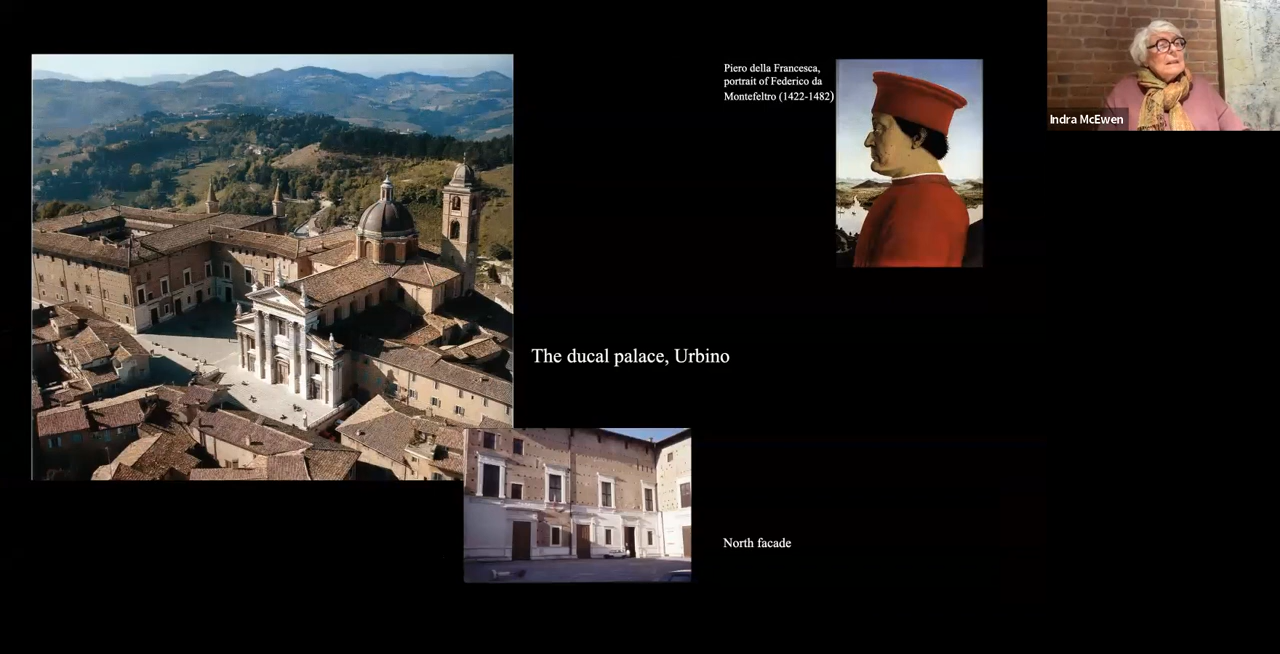 Piero della Francesca,
portrait of Federico da
Montefeltro (1422-1482)
Indra McEwen
The ducal palace, Urbino
North facade